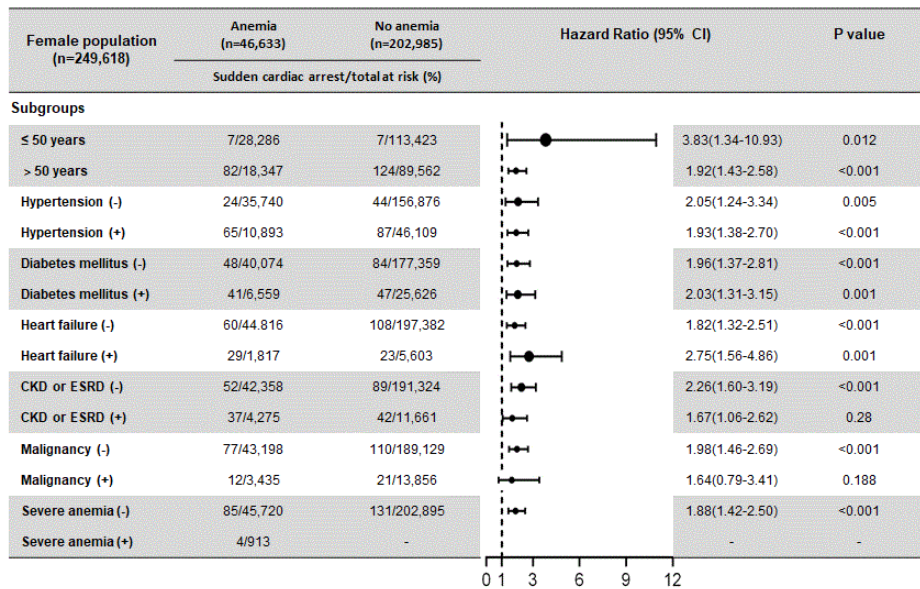 Female population (n=249,618) Anemia (n=46,633) No anemia (n=202,985) Hazard Ratio (95% CI) P value
Sudden cardiac arrest/total at risk (%)
Subgroups
≤ 50 years 7/28,286 7/113,423 3.83(1.34-10.93) 0.012
> 50 years 82/18,347 124/89,562 1.92(1.43-2.58) <0.001
Hypertension (-) 24/35,740 44/156,876 2.05(1.24-3.34) 0.005
Hypertension (+) 65/10,893 87/46,109 1.93(1.38-2.70) <0.001
Diabetes mellitus (-) 48/40,074 84/177,359 1.96(1.37-2.81) <0.001
Diabetes mellitus (+) 41/6,559 47/25,626 2.03(1.31-3.15) 0.001
Heart failure (-) 60/44.816 108/197,382 1.82(1.32-2.51) <0.001
Heart failure (+) 29/1,817 23/5,603 2.75(1.56-4.86) 0.001
CKD or ESRD (-) 52/42,358 89/191,324 2.26(1.60-3.19) <0.001
CKD or ESRD (+) 37/4,275 42/11,661 1.67(1.06-2.62) 0.28
Malignancy (-) 77/43,198 110/189,129 1.98(1.46-2.69) <0.001
Malignancy (+) 12/3,435 21/13,856 1.64(0.79-3.41) 0.188
Severe anemia (-) 85/45,720 131/202,895 1.88(1.42-2.50) <0.001
Severe anemia (+) 4/913 - - -
0 1 3 6 9 12